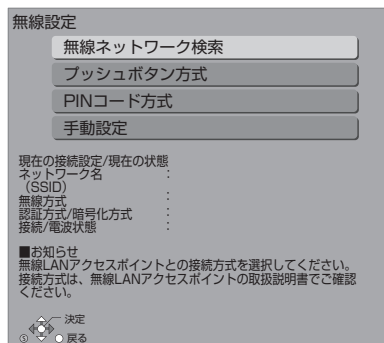 無線設定
無線ネットワーク検索
プッシュボタン方式
PINコード方式
手動設定
現在の接続設定/現在の状態
ネットワーク名 :
（SSID）
無線方式 :
認証方式/暗号化方式 :
接続/電波状態 :
■お知らせ
無線LANアクセスポイントとの接続方式を選択してください。
接続方式は、無線LANアクセスポイントの取扱説明書でご確認
ください。
決定
Ⓢ 戻る